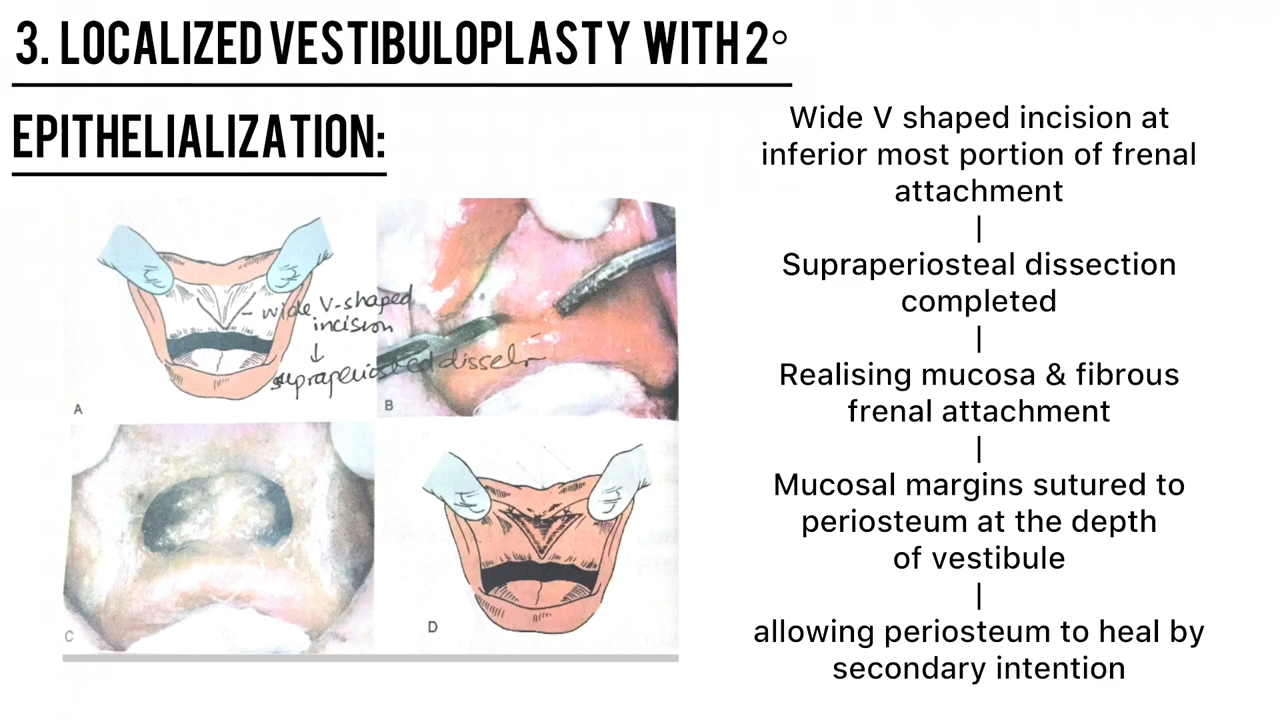 3. LOCALIZED VESTIBULOPLASTY WITH 2°
EPITHELIALIZATION:
- wide V-shaped
incision
↓
A
B
C
D
Wide V shaped incision at
inferior most portion of frenal
attachment
|
Supraperiosteal dissection
completed
|
Realising mucosa & fibrous
frenal attachment
|
Mucosal margins sutured to
periosteum at the depth
of vestibule
|
allowing periosteum to heal by
secondary intention